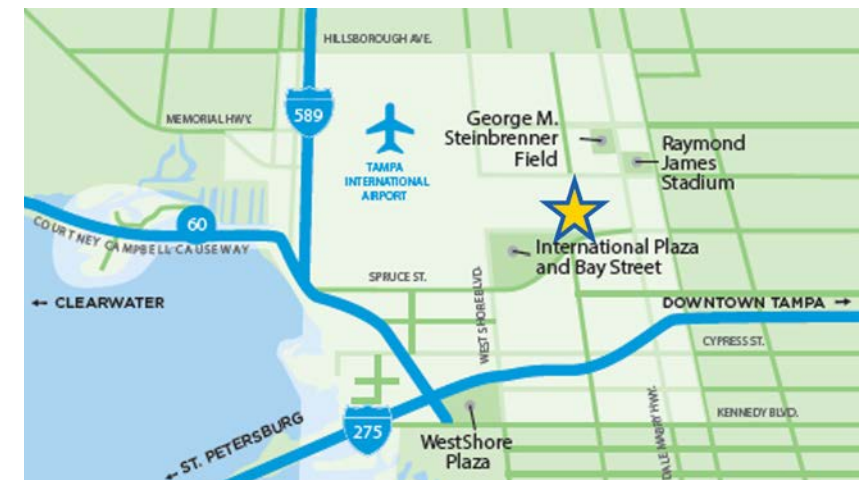 HILLSBOROUGH AVE.
MEMORIAL HWY.
589
TAMPA
INTERNATIONAL
AIRPORT
George M.
Steinbrenner
Field
Raymond
James
Stadium
60
COURTNEY CAMPBELL CAUSEWAY
International Plaza
and Bay Street
SPRUCE ST.
WEST SHORE BLVD.
← CLEARWATER
DOWNTOWN TAMPA →
CYPRESS ST.
KENNEDY BLVD.
DALE MABRY HWY.
275
WestShore
Plaza
← ST. PETERSBURG